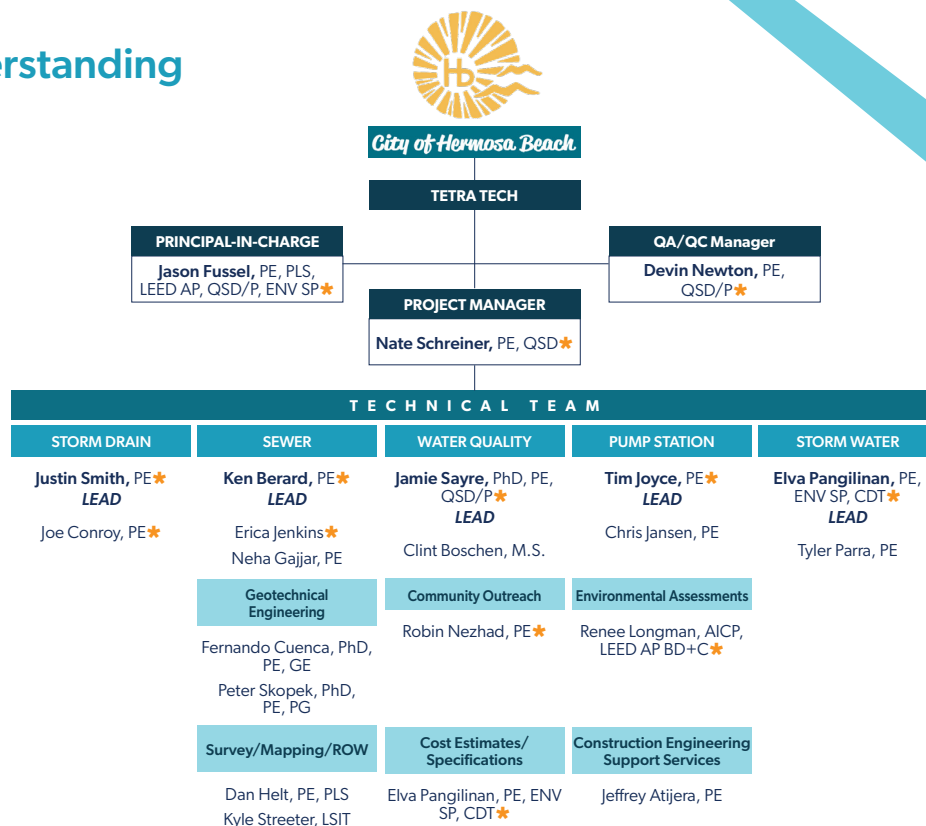 erstanding
Hb
City of Hermosa Beach
TETRA TECH
PRINCIPAL-IN-CHARGE
Jason Fussel, PE, PLS,
LEED AP, QSD/P, ENV SP*
QA/QC Manager
Devin Newton, PE,
QSD/P*
PROJECT MANAGER
Nate Schreiner, PE, QSD*
TECHNICAL TEAM
STORM DRAIN
Justin Smith, PE*
LEAD
Joe Conroy, PE*
SEWER
Ken Berard, PE*
LEAD
Erica Jenkins*
Neha Gajjar, PE
WATER QUALITY
Jamie Sayre, PhD, PE,
QSD/P*
LEAD
Clint Boschen, M.S.
PUMP STATION
Tim Joyce, PE*
LEAD
Chris Jansen, PE
STORM WATER
Elva Pangilinan, PE,
ENV SP, CDT*
LEAD
Tyler Parra, PE
Geotechnical
Engineering
Fernando Cuenca, PhD,
PE, GE
Peter Skopek, PhD,
PE, PG
Community Outreach
Robin Nezhad, PE*
Environmental Assessments
Renee Longman, AICP,
LEED AP BD+C*
Survey/Mapping/ROW
Dan Helt, PE, PLS
Kyle Streeter, LSIT
Cost Estimates/
Specifications
Elva Pangilinan, PE, ENV
SP, CDT*
Construction Engineering
Support Services
Jeffrey Atijera, PE